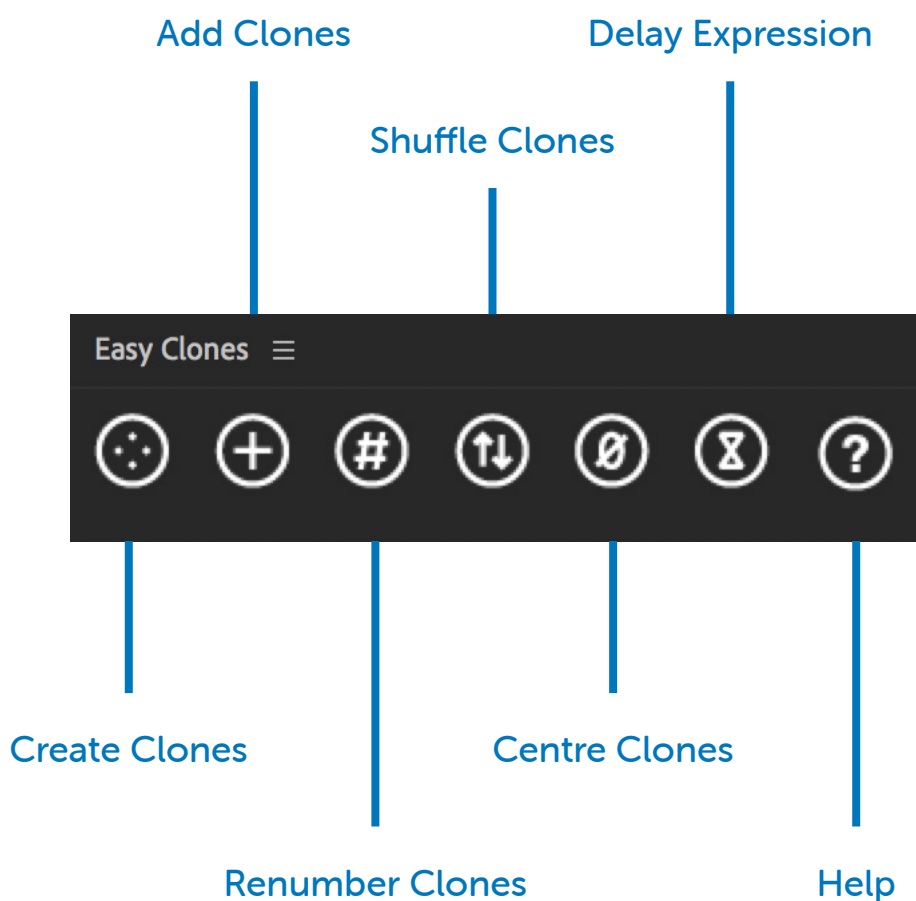 Add Clones
Delay Expression
Shuffle Clones
Easy Clones
# Ø ?
Create Clones
Centre Clones
Renumber Clones
Help